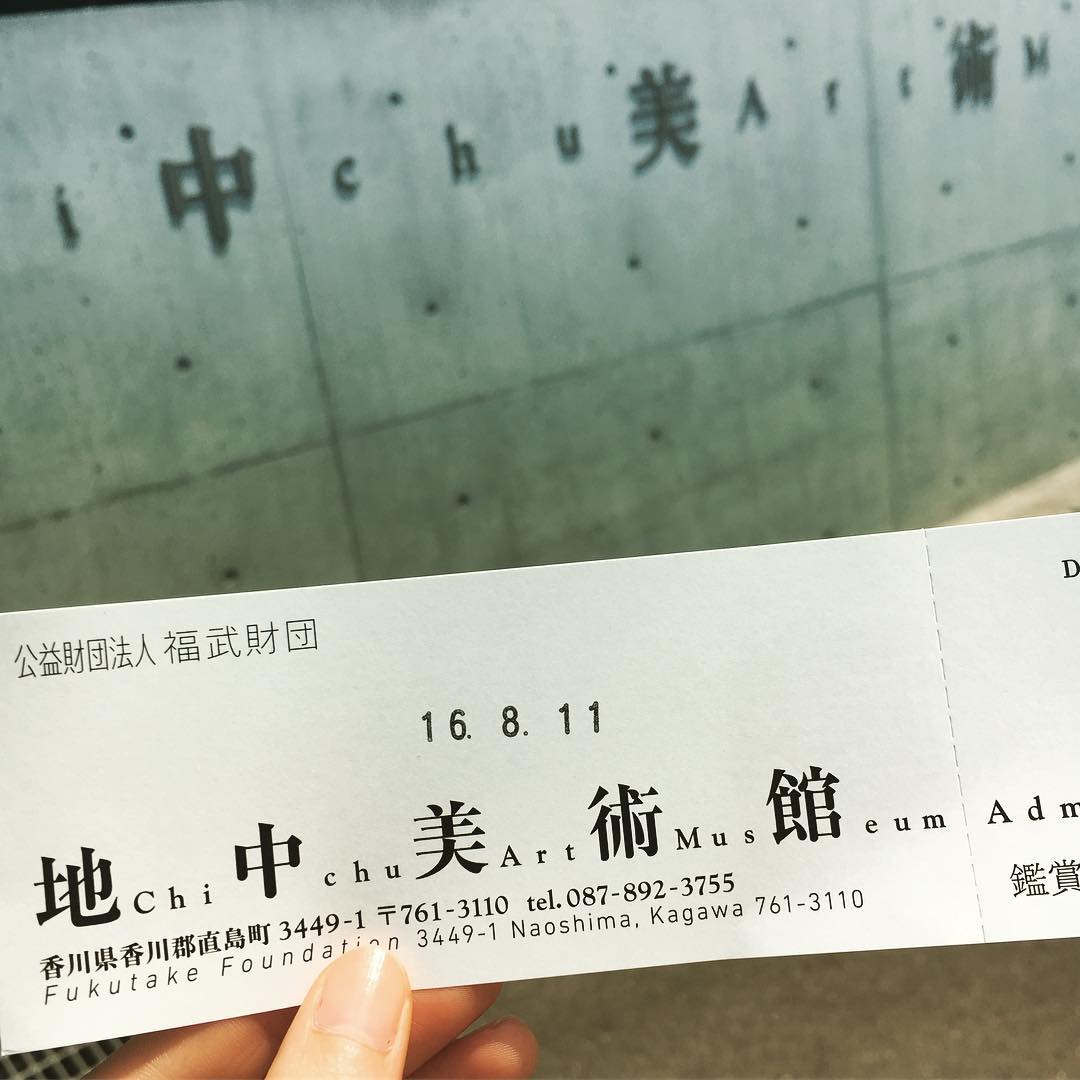 i 中 chu 美 Art 術 M
公益財団法人 福武財団
16. 8. 11
地 Chi 中 chu 美 Art 術 Mus 館 eum
香川県香川郡直島町 3449-1 〒761-3110 tel.087-892-3755
Fukutake Foundation 3449-1 Naoshima, Kagawa 761-3110
D
Adm
鑑賞